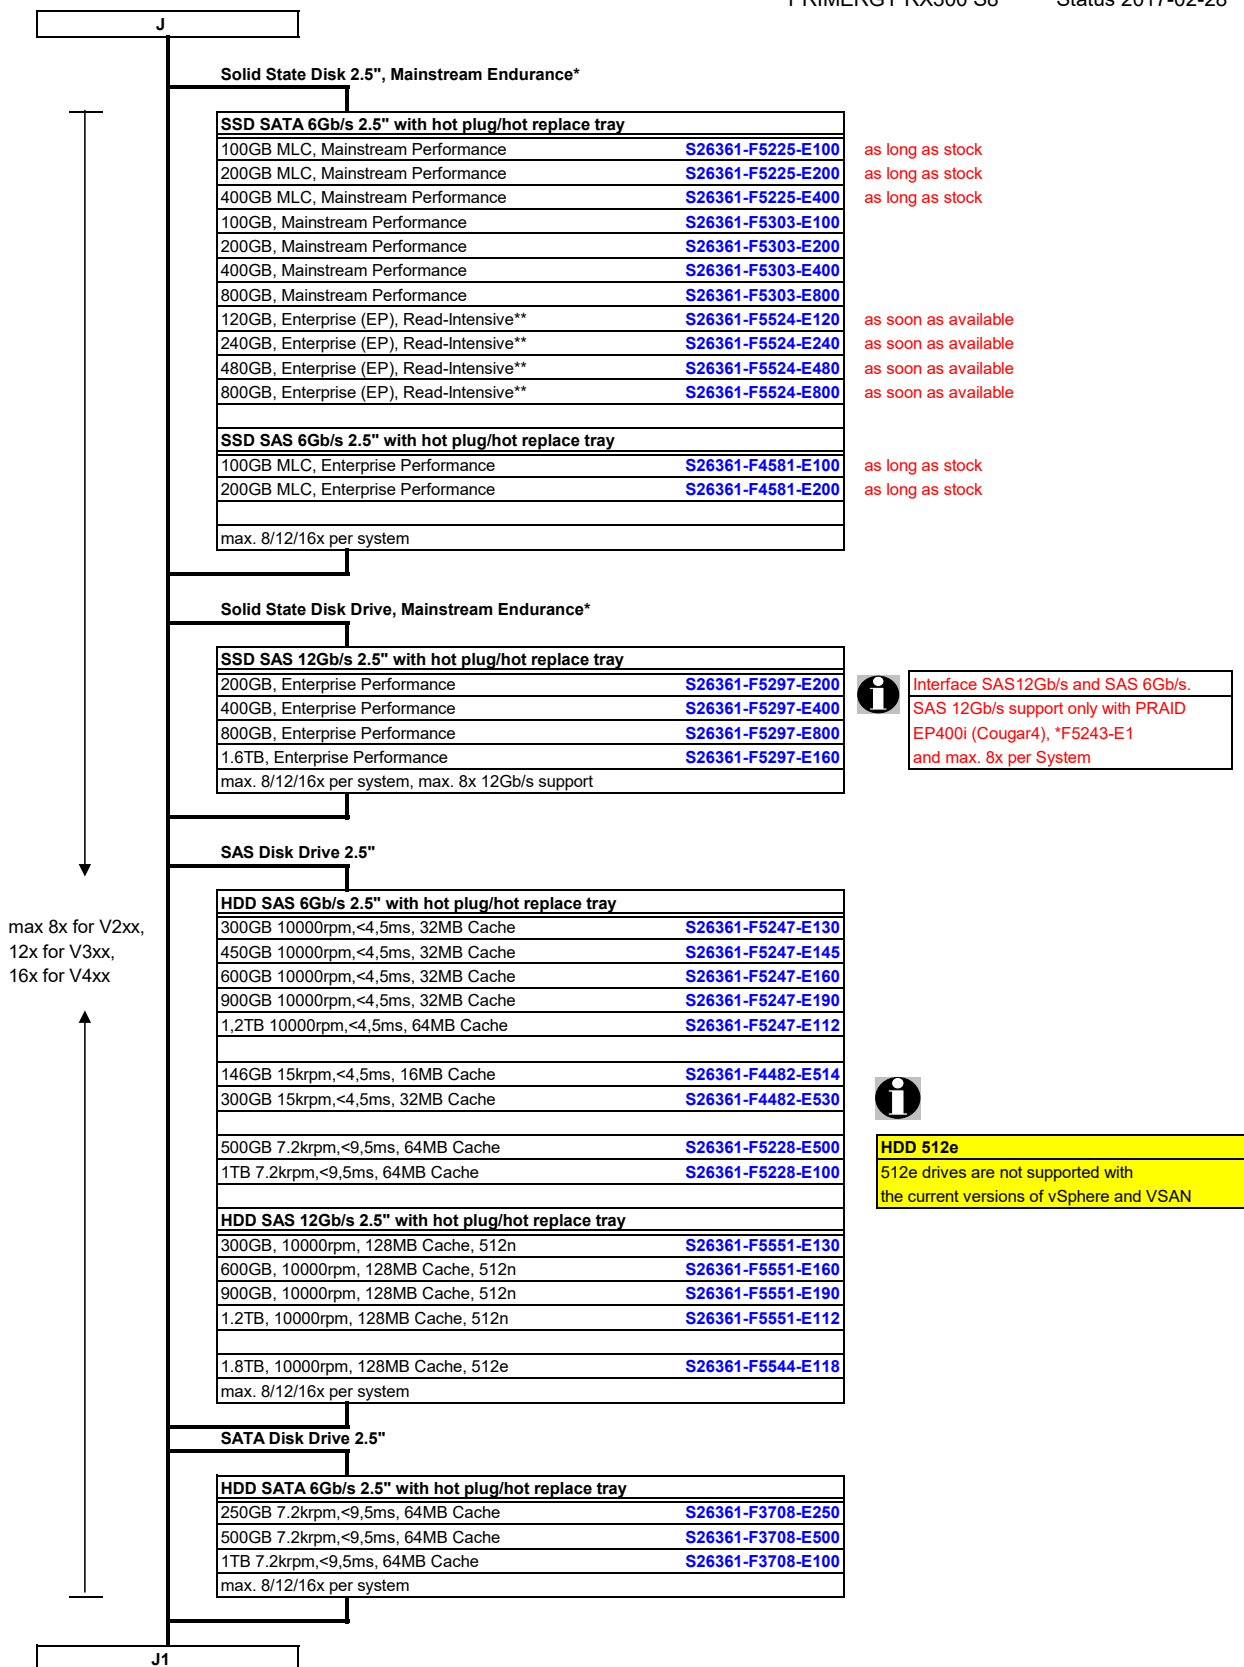 PRIMERGY RX300 S8 Status 2017-02-28
J
Solid State Disk 2.5", Mainstream Endurance*
SSD SATA 6Gb/s 2.5" with hot plug/hot replace tray
100GB MLC, Mainstream Performance S26361-F5225-E100 as long as stock
200GB MLC, Mainstream Performance S26361-F5225-E200 as long as stock
400GB MLC, Mainstream Performance S26361-F5225-E400 as long as stock
100GB, Mainstream Performance S26361-F5303-E100
200GB, Mainstream Performance S26361-F5303-E200
400GB, Mainstream Performance S26361-F5303-E400
800GB, Mainstream Performance S26361-F5303-E800
120GB, Enterprise (EP), Read-Intensive** S26361-F5524-E120 as soon as available
240GB, Enterprise (EP), Read-Intensive** S26361-F5524-E240 as soon as available
480GB, Enterprise (EP), Read-Intensive** S26361-F5524-E480 as soon as available
800GB, Enterprise (EP), Read-Intensive** S26361-F5524-E800 as soon as available
SSD SAS 6Gb/s 2.5" with hot plug/hot replace tray
100GB MLC, Enterprise Performance S26361-F4581-E100 as long as stock
200GB MLC, Enterprise Performance S26361-F4581-E200 as long as stock
max. 8/12/16x per system
Solid State Disk Drive, Mainstream Endurance*
SSD SAS 12Gb/s 2.5" with hot plug/hot replace tray
200GB, Enterprise Performance S26361-F5297-E200
400GB, Enterprise Performance S26361-F5297-E400
800GB, Enterprise Performance S26361-F5297-E800
1.6TB, Enterprise Performance S26361-F5297-E160
max. 8/12/16x per system, max. 8x 12Gb/s support
Interface SAS12Gb/s and SAS 6Gb/s.
SAS 12Gb/s support only with PRAID
EP400i (Cougar4), *F5243-E1
and max. 8x per System
SAS Disk Drive 2.5"
HDD SAS 6Gb/s 2.5" with hot plug/hot replace tray
300GB 10000rpm,<4,5ms, 32MB Cache S26361-F5247-E130
450GB 10000rpm,<4,5ms, 32MB Cache S26361-F5247-E145
600GB 10000rpm,<4,5ms, 32MB Cache S26361-F5247-E160
900GB 10000rpm,<4,5ms, 32MB Cache S26361-F5247-E190
1,2TB 10000rpm,<4,5ms, 64MB Cache S26361-F5247-E112
max 8x for V2xx,
12x for V3xx,
16x for V4xx
146GB 15krpm,<4,5ms, 16MB Cache S26361-F4482-E514
300GB 15krpm,<4,5ms, 32MB Cache S26361-F4482-E530
500GB 7.2krpm,<9,5ms, 64MB Cache S26361-F5228-E500
1TB 7.2krpm,<9,5ms, 64MB Cache S26361-F5228-E100
HDD 512e
512e drives are not supported with
the current versions of vSphere and VSAN
HDD SAS 12Gb/s 2.5" with hot plug/hot replace tray
300GB, 10000rpm, 128MB Cache, 512n S26361-F5551-E130
600GB, 10000rpm, 128MB Cache, 512n S26361-F5551-E160
900GB, 10000rpm, 128MB Cache, 512n S26361-F5551-E190
1.2TB, 10000rpm, 128MB Cache, 512n S26361-F5551-E112
1.8TB, 10000rpm, 128MB Cache, 512e S26361-F5544-E118
max. 8/12/16x per system
SATA Disk Drive 2.5"
HDD SATA 6Gb/s 2.5" with hot plug/hot replace tray
250GB 7.2krpm,<9,5ms, 64MB Cache S26361-F3708-E250
500GB 7.2krpm,<9,5ms, 64MB Cache S26361-F3708-E500
1TB 7.2krpm,<9,5ms, 64MB Cache S26361-F3708-E100
max. 8/12/16x per system
J1